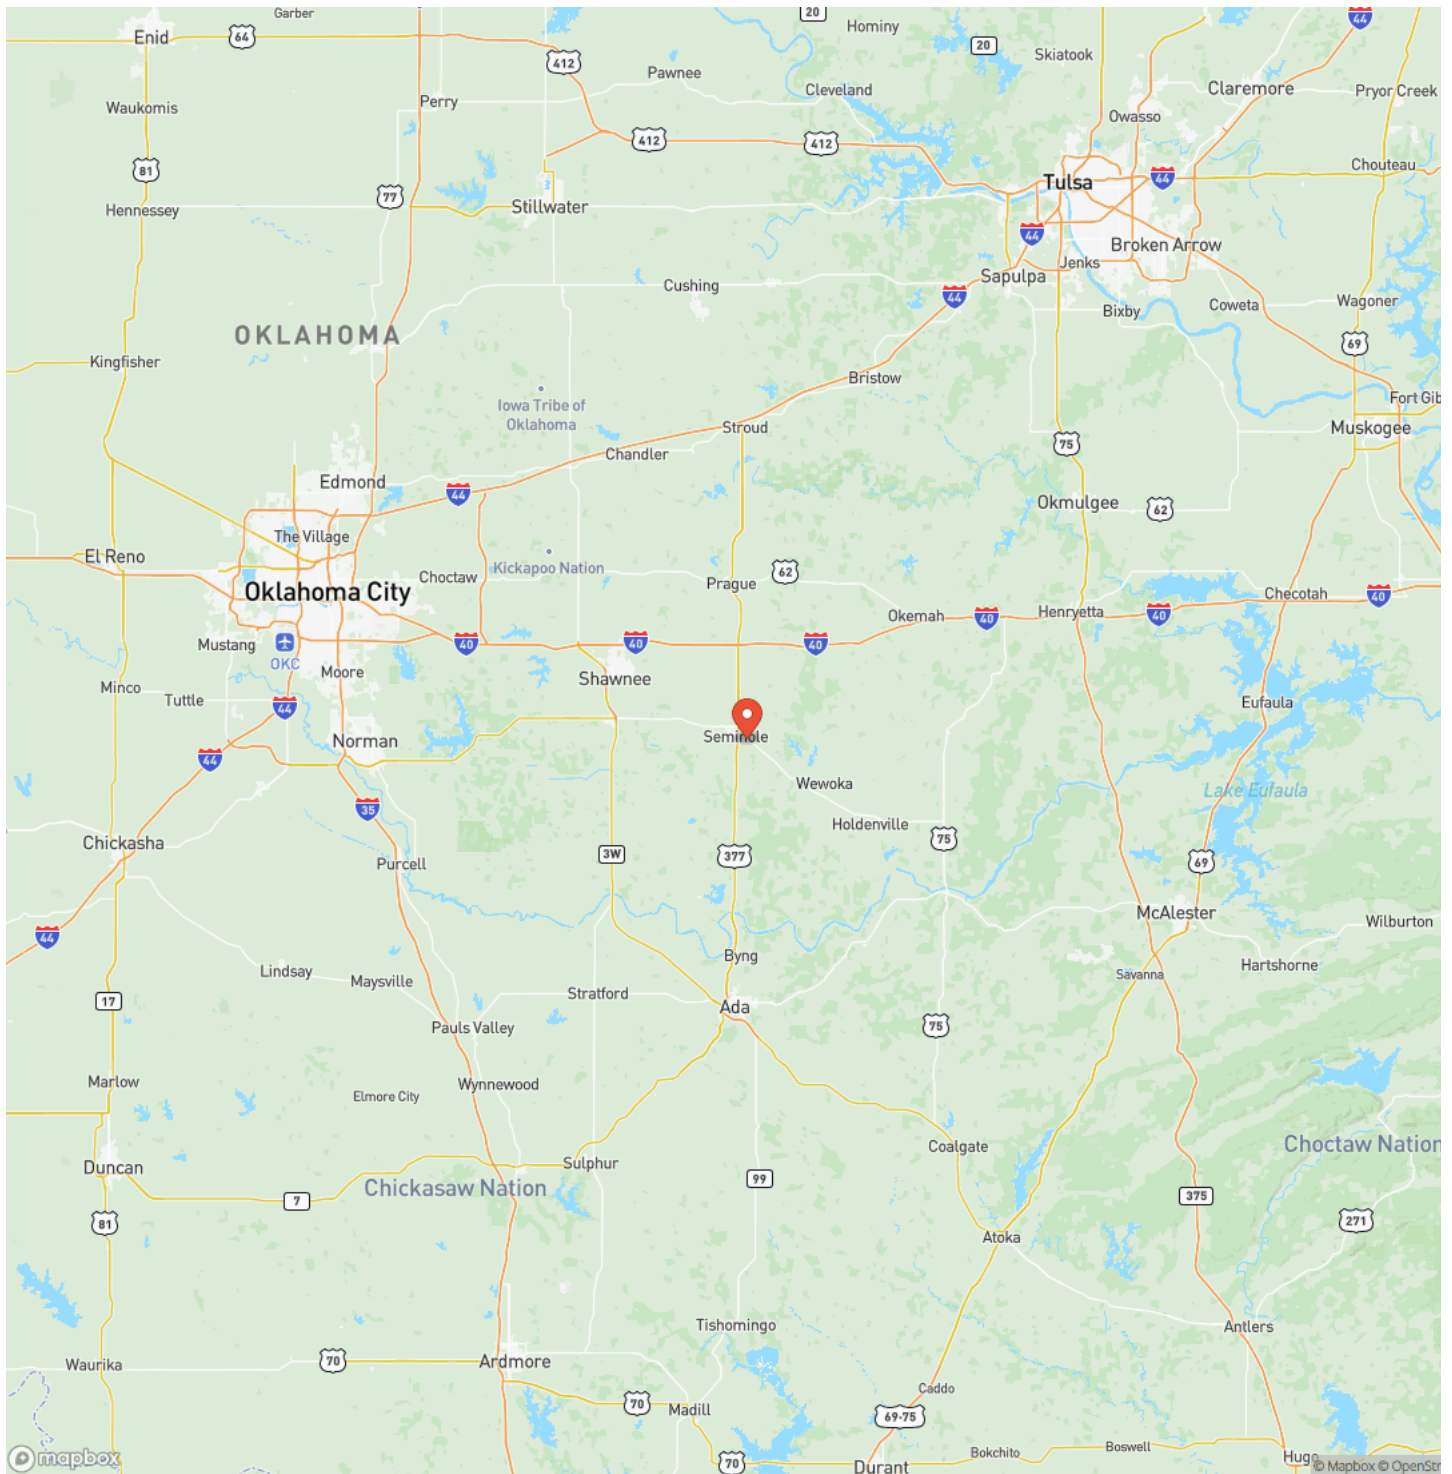 Garber
20
Hominy
44
Enid
64
20
Skiatook
412
Pawnee
Claremore
Cleveland
Pryor Creek
Waukomis
Perry
Owasso
412
412
81
Chouteau
44
Tulsa
77
Hennessey
Stillwater
44
Broken Arrow
Jenks
Sapulpa
Cushing
44
Wagoner
Coweta
Bixby
OKLAHOMA
69
Kingfisher
Bristow
Fort Gib
Iowa Tribe of
Oklahoma
Stroud
Muskogee
75
Chandler
Edmond
44
Okmulgee
62
The Village
El Reno
Kickapoo Nation
62
Choctaw
Prague
Oklahoma City
Checotah
40
Okemah
40
Henryetta
40
Mustang
OKC
40
40
40
Moore
Shawnee
Minco
Tuttle
44
Eufaula
Seminole
Norman
44
Wewoka
Lake Eufaula
35
Holdenville
75
Chickasha
3W
377
69
Purcell
McAlester
Wilburton
44
Byng
Hartshorne
Lindsay
Maysville
Savanna
Stratford
17
Ada
Pauls Valley
75
Marlow
Wynnewood
Elmore City
Coalgate
Choctaw Nation
Duncan
Sulphur
99
Chickasaw Nation
7
375
81
271
Atoka
Tishomingo
Antlers
70
Ardmore
Waurika
Caddo
70
Madill
69-75
Boswell
Bokchito
mapbox
70
Durant
Hugo
© Mapbox © OpenStr